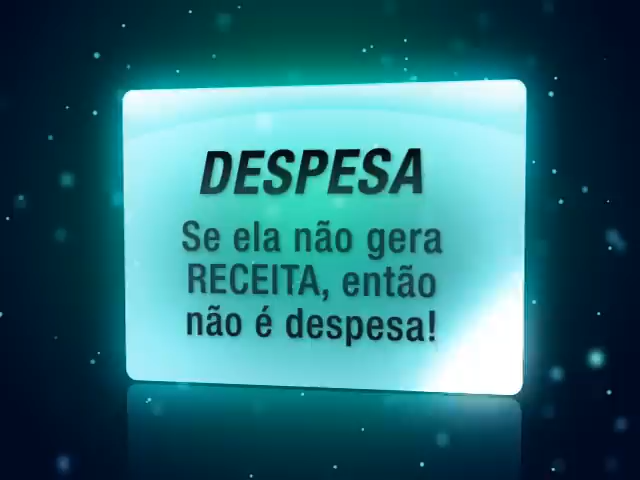 DESPESA
Se ela não gera
RECEITA, então
não é despesa!